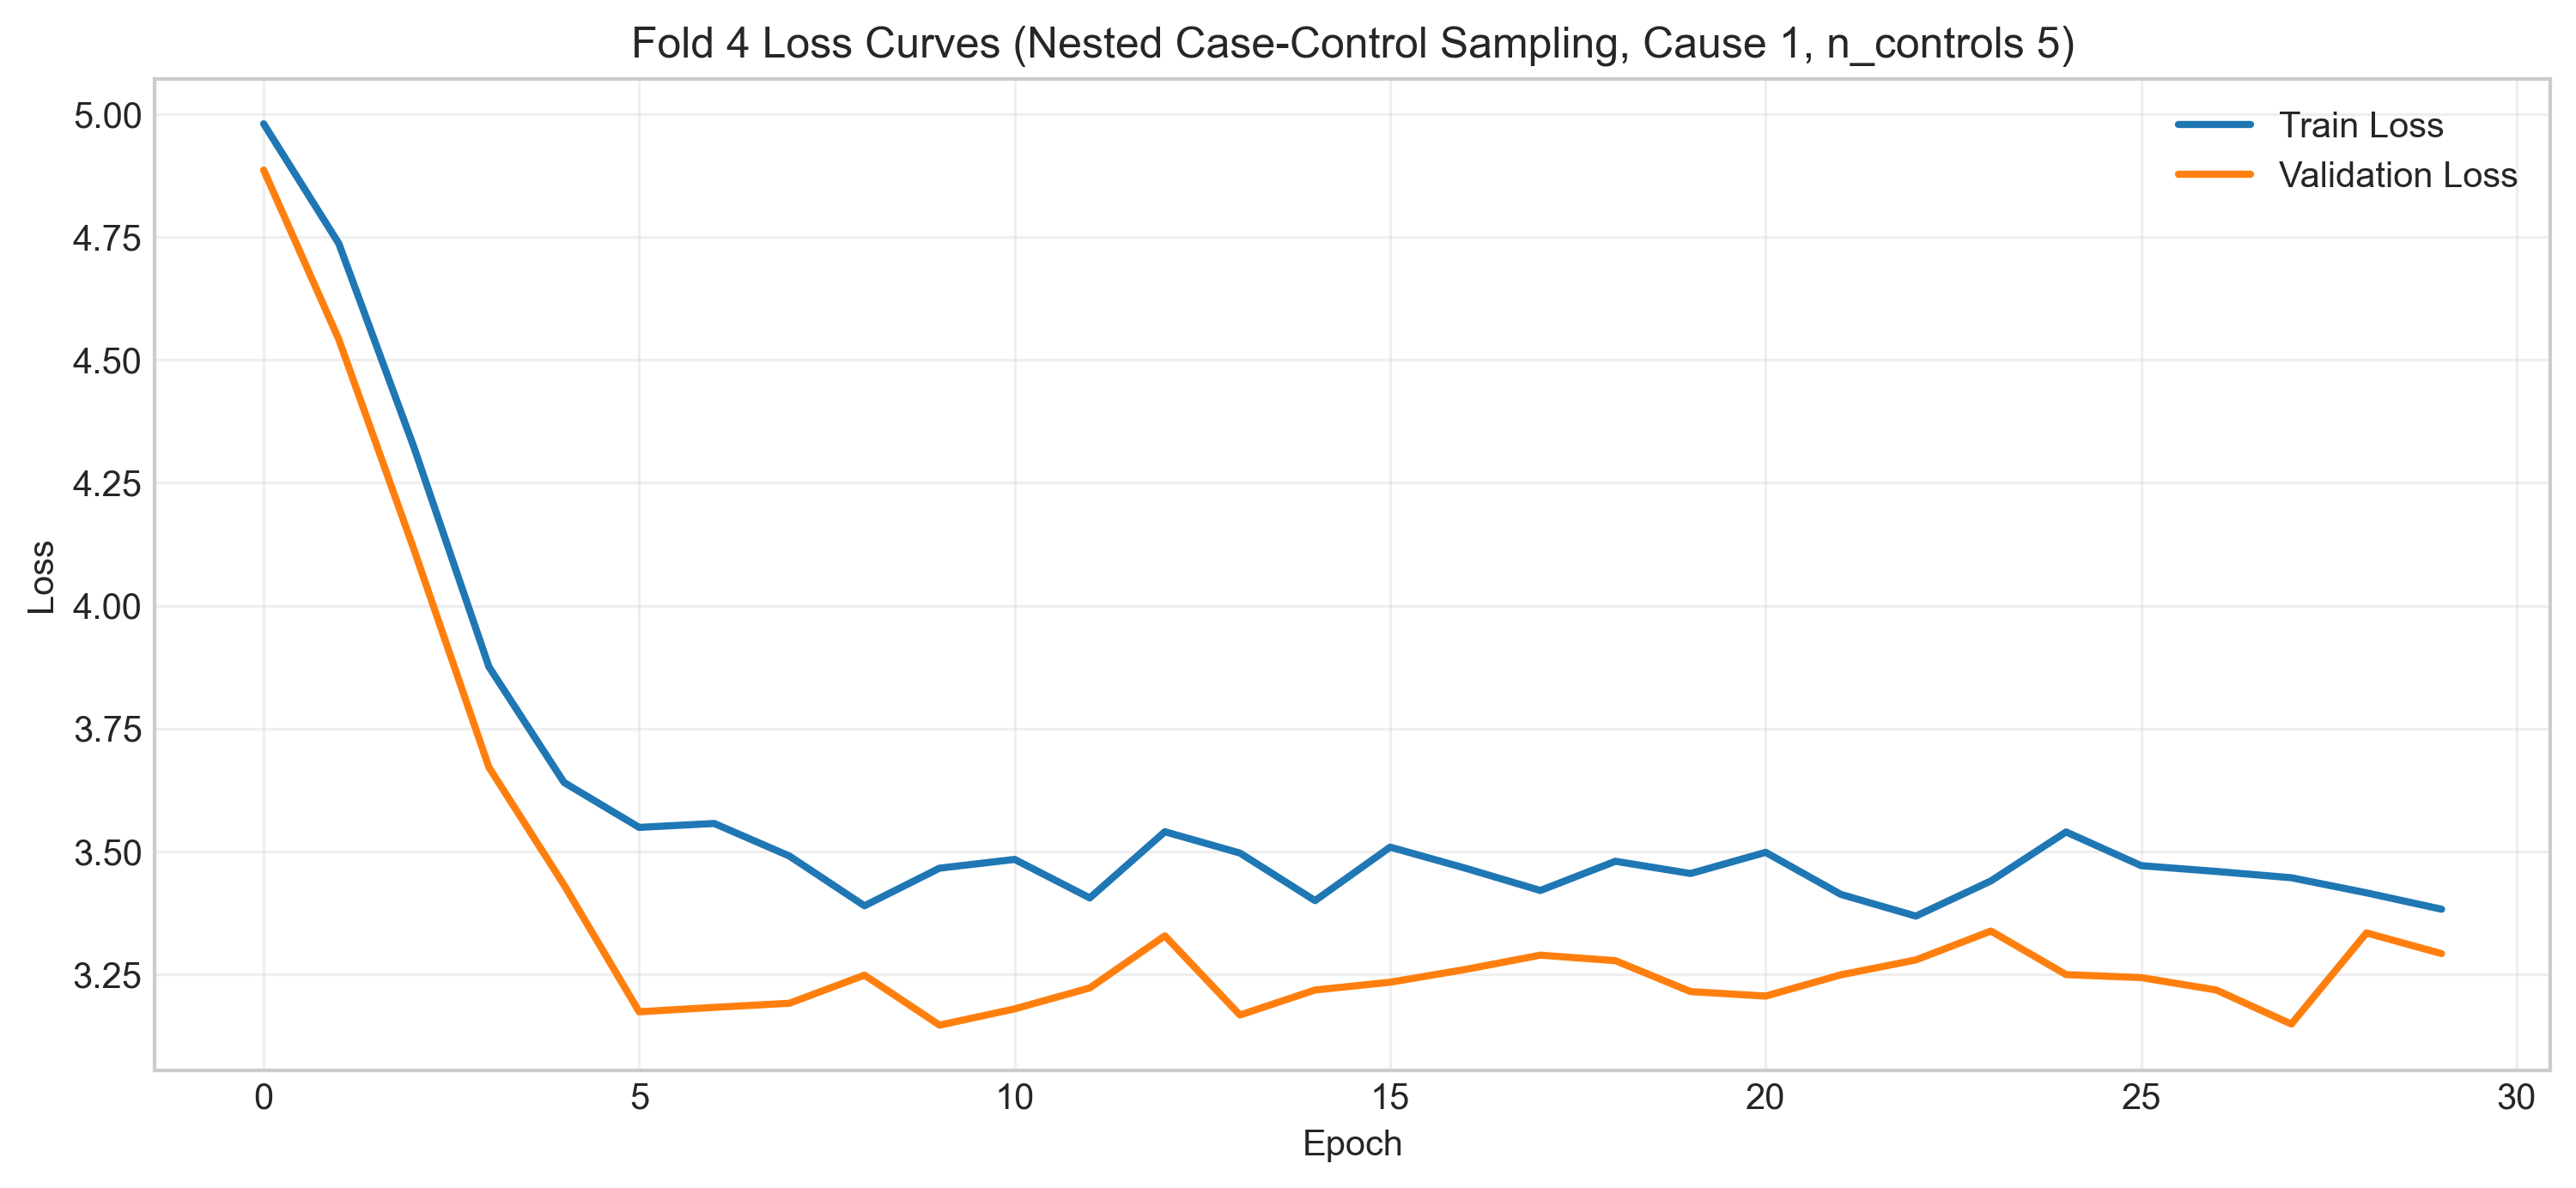 Fold 4 Loss Curves (Nested Case-Control Sampling, Cause 1, n_controls 5)
Train Loss
Validation Loss
5.00
4.75
4.50
4.25
4.00
3.75
3.50
3.25
Loss
0 5 10 15 20 25 30
Epoch